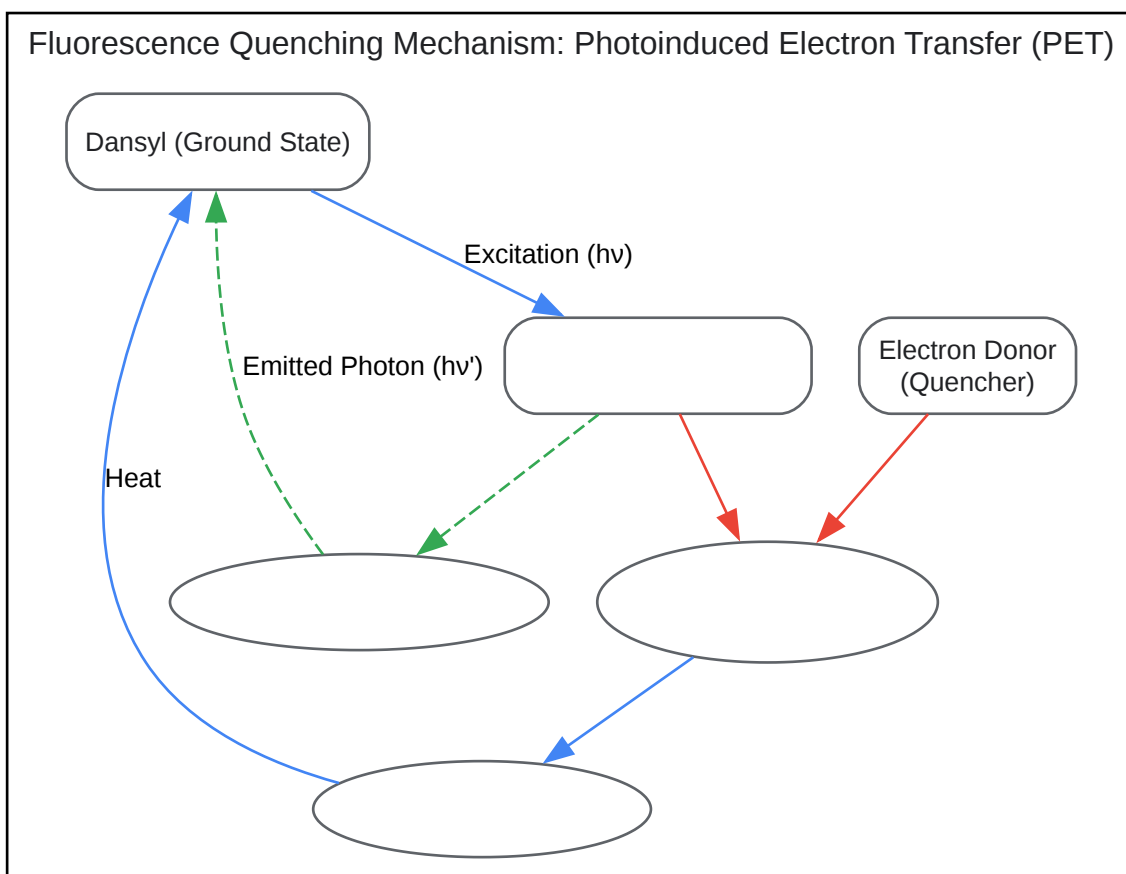 Fluorescence Quenching Mechanism: Photoinduced Electron Transfer (PET)
Dansyl (Ground State)
Excitation (hν)
Emitted Photon (hν')
Electron Donor
(Quencher)
Heat